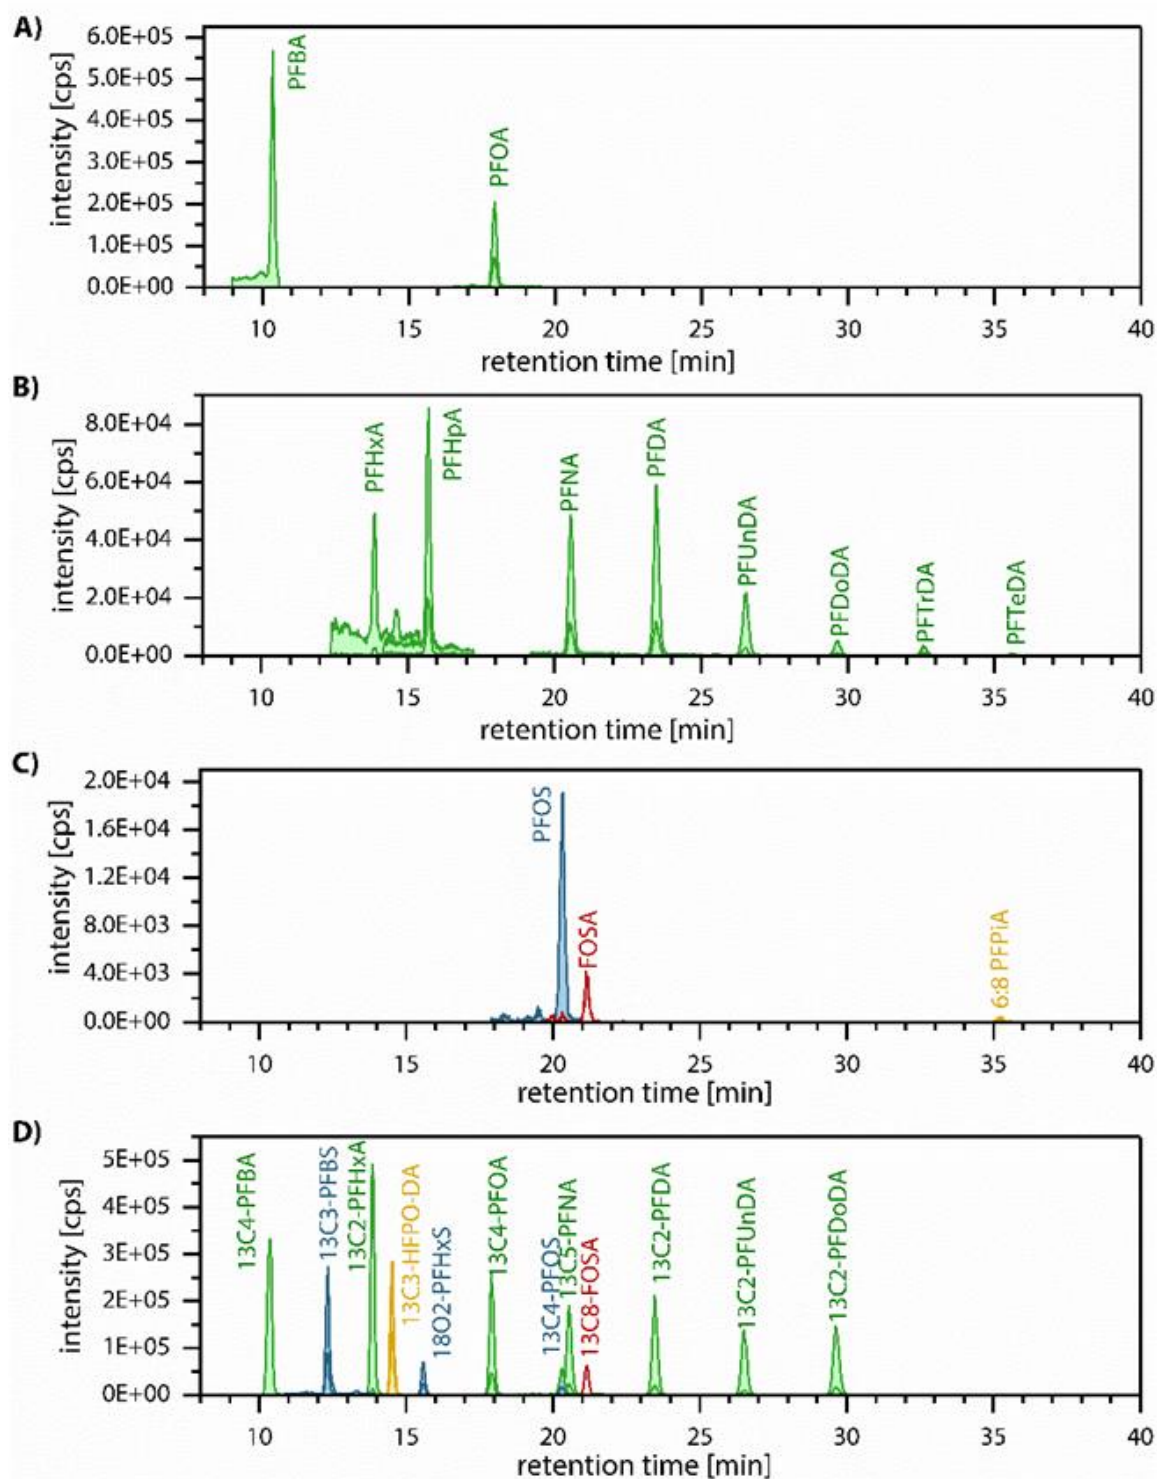 A)
intensity [cps]
6.0E+05
5.0E+05
4.0E+05
3.0E+05
2.0E+05
1.0E+05
0.0E+00
PFBA
PFOA
10 15 20 25 30 35 40
retention time [min]
B)
intensity [cps]
8.0E+04
6.0E+04
4.0E+04
2.0E+04
0.0E+00
PFHxA
PFHpA
PFNA
PFDA
PFUnDA
PFDoDA
PFTrDA
PFTeDA
10 15 20 25 30 35 40
retention time [min]
C)
intensity [cps]
2.0E+04
1.6E+04
1.2E+04
8.0E+03
4.0E+03
0.0E+00
PFOS
FOSA
6:8 PFPiA
10 15 20 25 30 35 40
retention time [min]
D)
intensity [cps]
5E+05
4E+05
3E+05
2E+05
1E+05
0E+00
13C4-PFBA
13C3-PFBS
13C2-PFHxA
13C3-HFPO-DA
18O2-PFHxS
13C4-PFOA
13C4-PFOS
13C5-PFNA
13C8-FOSA
13C2-PFDA
13C2-PFUnDA
13C2-PFDoDA
10 15 20 25 30 35 40
retention time [min]